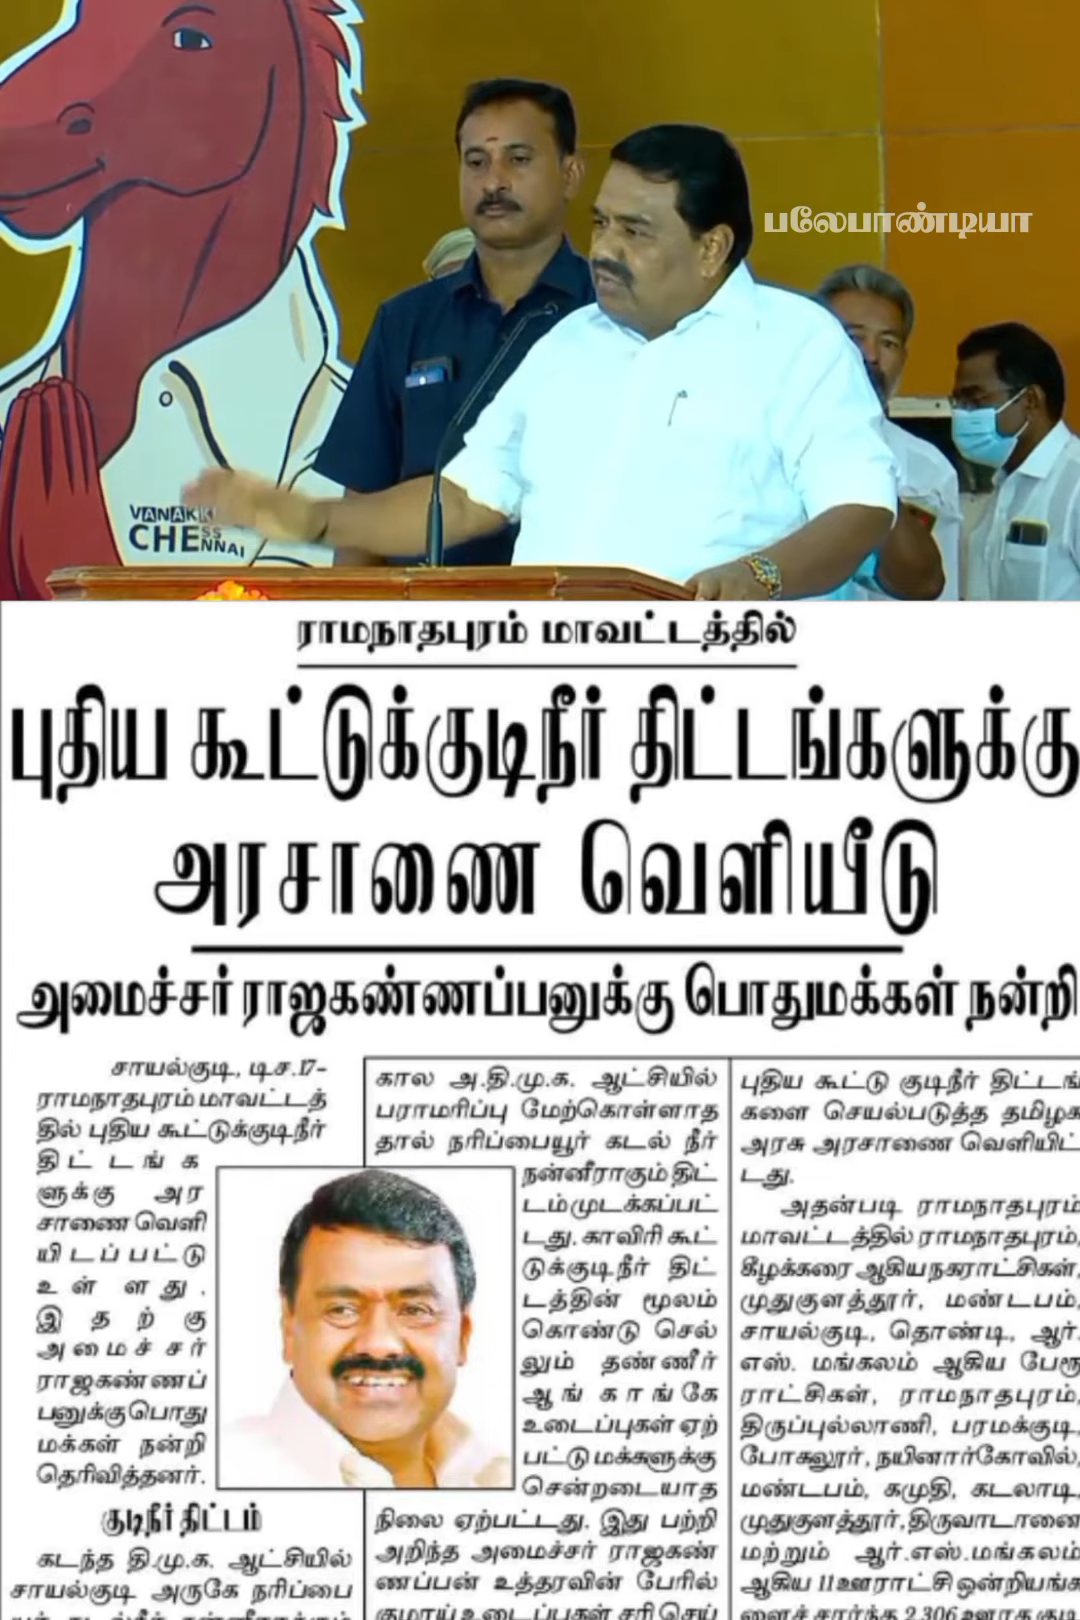 பலேபாண்டியா
VANAKK
CHE
SS
NNAI
ராமநாதபுரம் மாவட்டத்தில்
புதிய கூட்டுக்குடிநீர் திட்டங்களுக்கு
அரசாணை வெளியீடு
அமைச்சர் ராஜகண்ணப்பனுக்கு பொதுமக்கள் நன்றி
சாயல்குடி, டிச.17-
ராமநாதபுரம் மாவட்டத்
தில் புதிய கூட்டுக்குடிநீர்
திட்டங்க
ளுக்கு அர
சாணை வெளி
யிடப்பட்டு
உள்ளது.
இதற்கு
அமைச்சர்
ராஜகண்ணப்
பனுக்கு பொது
மக்கள் நன்றி
தெரிவித்தனர்.
குடிநீர் திட்டம்
கடந்த தி.மு.க. ஆட்சியில்
சாயல்குடி அருகே நரிப்பை
கால அ.தி.மு.க. ஆட்சியில்
பராமரிப்பு மேற்கொள்ளாத
தால் நரிப்பையூர் கடல் நீர்
நன்னீராகும் திட்
டம் முடக்கப்பட்
டது. காவிரி கூட்
டுக்குடிநீர் திட்
டத்தின் மூலம்
கொண்டு செல்
லும் தண்ணீர்
ஆங்காங்கே
உடைப்புகள் ஏற்
பட்டு மக்களுக்கு
சென்றடையாத
நிலை ஏற்பட்டது. இது பற்றி
அறிந்த அமைச்சர் ராஜகண்
ணப்பன் உத்தரவின் பேரில்
குழாய் உடைப்புகள் சரி செய்
புதிய கூட்டு குடிநீர் திட்டங்
களை செயல்படுத்த தமிழக
அரசு அரசாணை வெளியிட்
டது.
அதன்படி ராமநாதபுரம்
மாவட்டத்தில் ராமநாதபுரம்,
கீழக்கரை ஆகிய நகராட்சிகள்,
முதுகுளத்தூர், மண்டபம்,
சாயல்குடி, தொண்டி, ஆர்.
எஸ். மங்கலம் ஆகிய பேரூ
ராட்சிகள், ராமநாதபுரம்,
திருப்புல்லாணி, பரமக்குடி,
போகலூர், நயினார்கோவில்,
மண்டபம், கமுதி, கடலாடி,
முதுகுளத்தூர், திருவாடானை
மற்றும் ஆர்.எஸ்.மங்கலம்
ஆகிய 11 ஊராட்சி ஒன்றியங்க
ளைச் சார்ந்த 2,306 ஊரக குடி